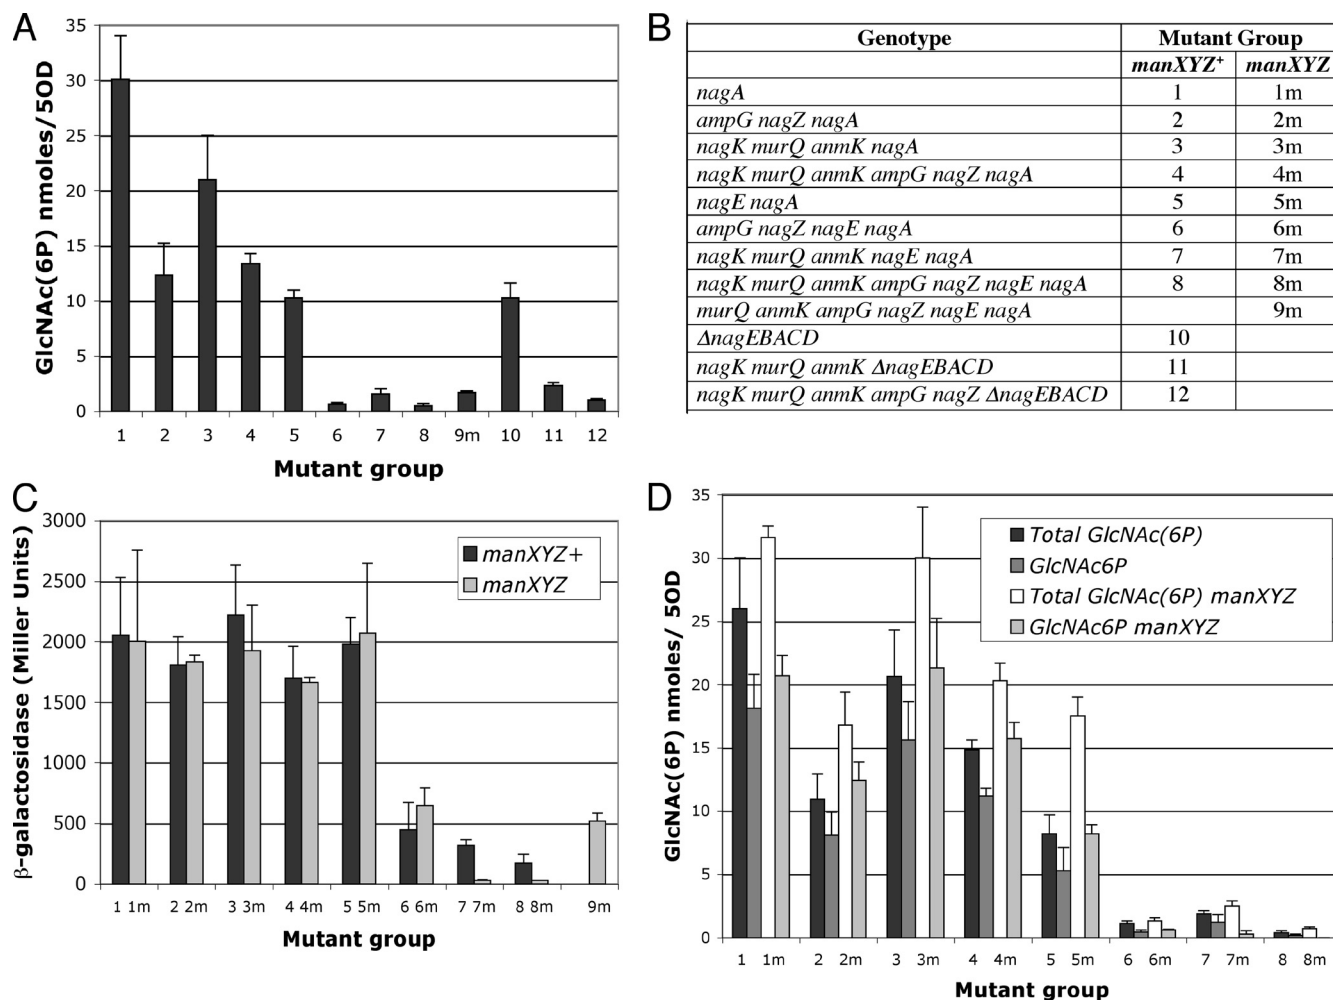 A
GlcNAc(6P) nmoles/5OD
35
30
25
20
15
10
5
0
1 2 3 4 5 6 7 8 9m 10 11 12
Mutant group
B
Genotype Mutant Group
manXYZ+ manXYZ
nagA 1 1m
ampG nagZ nagA 2 2m
nagK murQ anmK nagA 3 3m
nagK murQ anmK ampG nagZ nagA 4 4m
nagE nagA 5 5m
ampG nagZ nagE nagA 6 6m
nagK murQ anmK nagE nagA 7 7m
nagK murQ anmK ampG nagZ nagE nagA 8 8m
murQ anmK ampG nagZ nagE nagA 9m
ΔnagEBACD 10
nagK murQ anmK ΔnagEBACD 11
nagK murQ anmK ampG nagZ ΔnagEBACD 12
C
β-galactosidase (Miller Units)
3000
2500
2000
1500
1000
500
0
manXYZ+
manXYZ
1 1m 2 2m 3 3m 4 4m 5 5m 6 6m 7 7m 8 8m 9m
Mutant group
D
GlcNAc(6P) nmoles/ 5OD
35
30
25
20
15
10
5
0
Total GlcNAc(6P)
GlcNAc6P
Total GlcNAc(6P) manXYZ
GlcNAc6P manXYZ
1 1m 2 2m 3 3m 4 4m 5 5m 6 6m 7 7m 8 8m
Mutant group